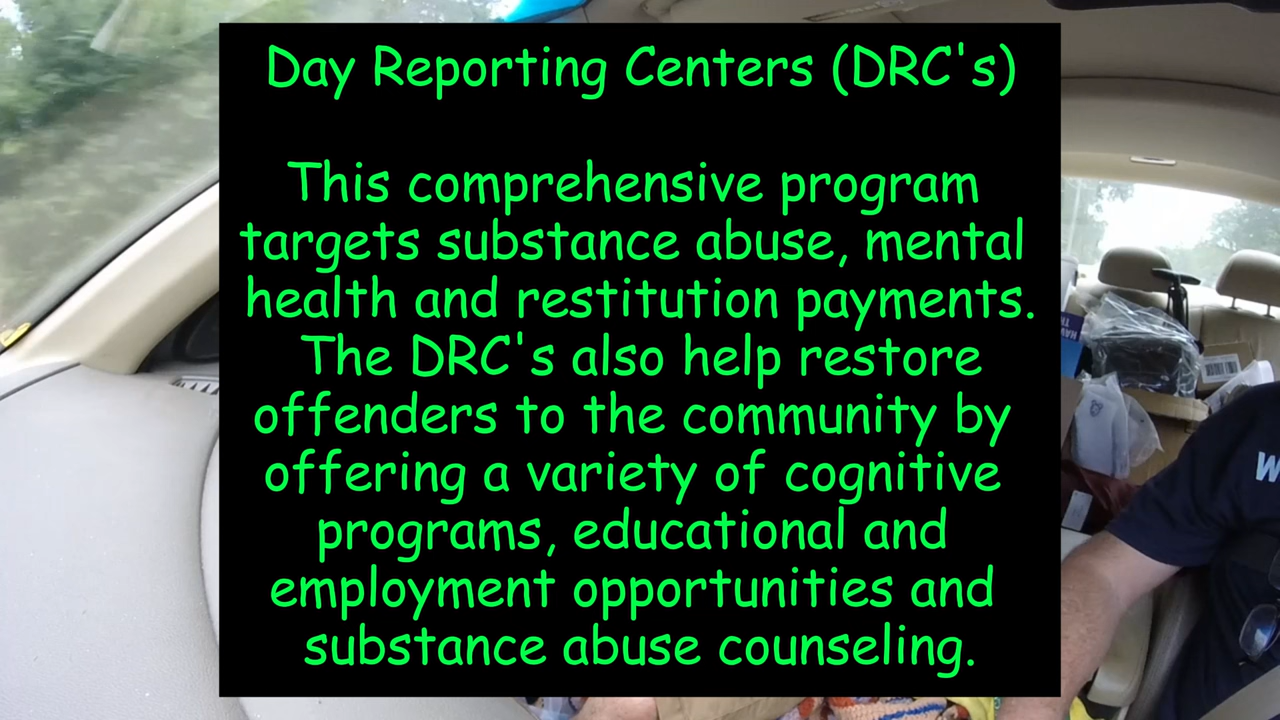 Day Reporting Centers (DRC's)
This comprehensive program
targets substance abuse, mental
health and restitution payments.
The DRC's also help restore
offenders to the community by
offering a variety of cognitive
programs, educational and
employment opportunities and
substance abuse counseling.